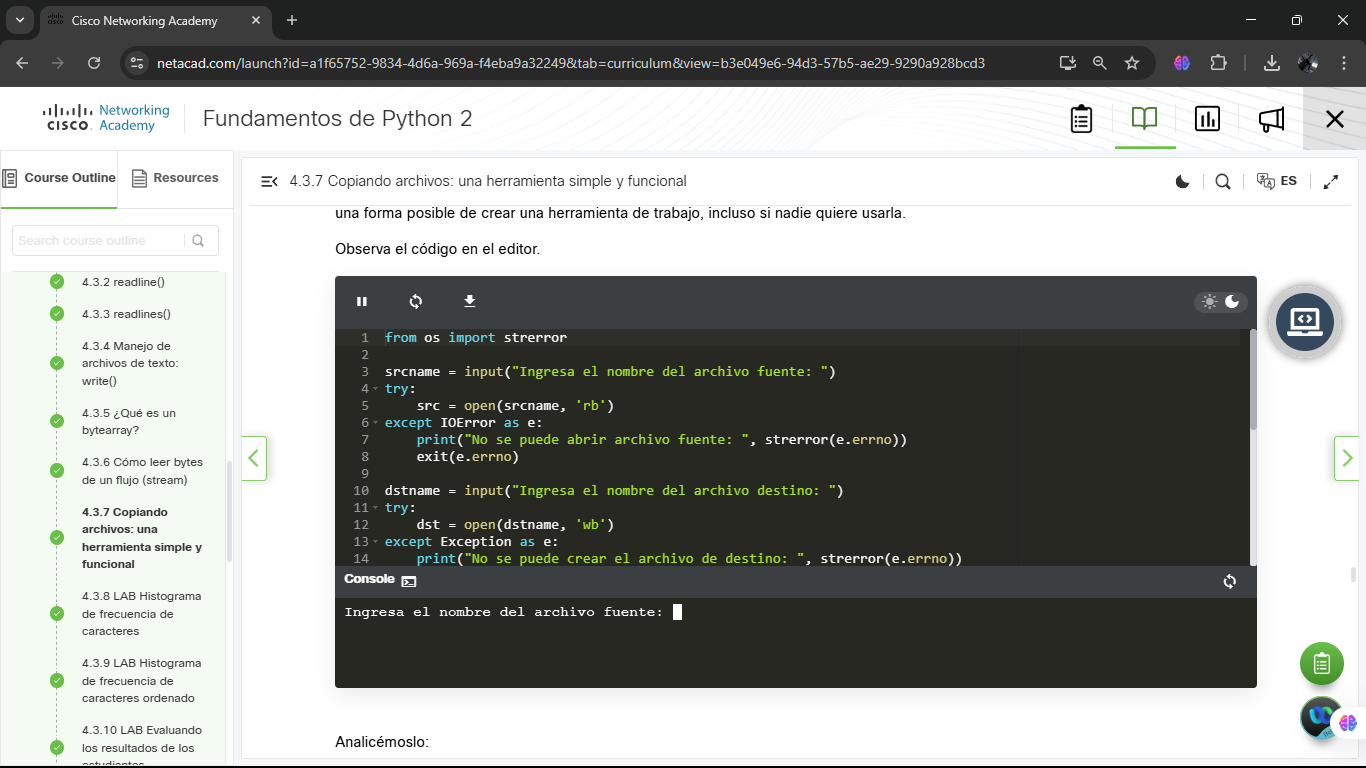 Cisco Networking Academy
netacad.com/launch?id=a1f65752-9834-4d6a-969a-f4eba9a32249&tab=curriculum&view=b3e049e6-94d3-57b5-ae29-9290a928bcd3
CISCO Networking Academy
Fundamentos de Python 2
Course Outline
Resources
Search course outline
4.3.2 readline()
4.3.3 readlines()
4.3.4 Manejo de
archivos de texto:
write()
4.3.5 ¿Qué es un
bytearray?
4.3.6 Cómo leer bytes
de un flujo (stream)
4.3.7 Copiando
archivos: una
herramienta simple y
funcional
4.3.8 LAB Histograma
de frecuencia de
caracteres
4.3.9 LAB Histograma
de frecuencia de
caracteres ordenado
4.3.10 LAB Evaluando
los resultados de los
estudiantes
4.3.7 Copiando archivos: una herramienta simple y funcional
ES
una forma posible de crear una herramienta de trabajo, incluso si nadie quiere usarla.
Observa el código en el editor.
1 from os import strerror
2
3 srcname = input("Ingresa el nombre del archivo fuente: ")
4 try:
5     src = open(srcname, 'rb')
6 except IOError as e:
7     print("No se puede abrir archivo fuente: ", strerror(e.errno))
8     exit(e.errno)
9
10 dstname = input("Ingresa el nombre del archivo destino: ")
11 try:
12     dst = open(dstname, 'wb')
13 except Exception as e:
14     print("No se puede crear el archivo de destino: ", strerror(e.errno))
Console
Ingresa el nombre del archivo fuente:
Analicémoslo: